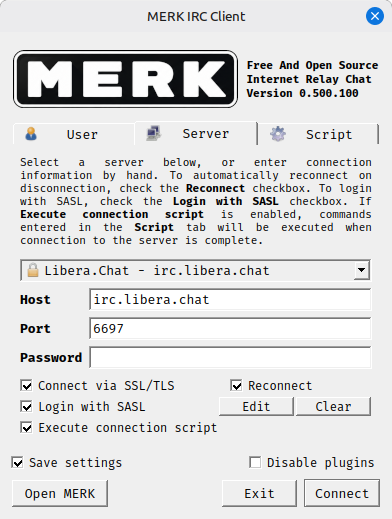 MERK IRC Client
MERK
Free And Open Source
Internet Relay Chat
Version 0.500.100
User Server Script
Select a server below, or enter connection
information by hand. To automatically reconnect on
disconnection, check the Reconnect checkbox. To login
with SASL, check the Login with SASL checkbox. If
Execute connection script is enabled, commands
entered in the Script tab will be executed when
connection to the server is complete.
Libera.Chat - irc.libera.chat
Host irc.libera.chat
Port 6697
Password
Connect via SSL/TLS Reconnect
Login with SASL Edit Clear
Execute connection script
Save settings Disable plugins
Open MERK Exit Connect